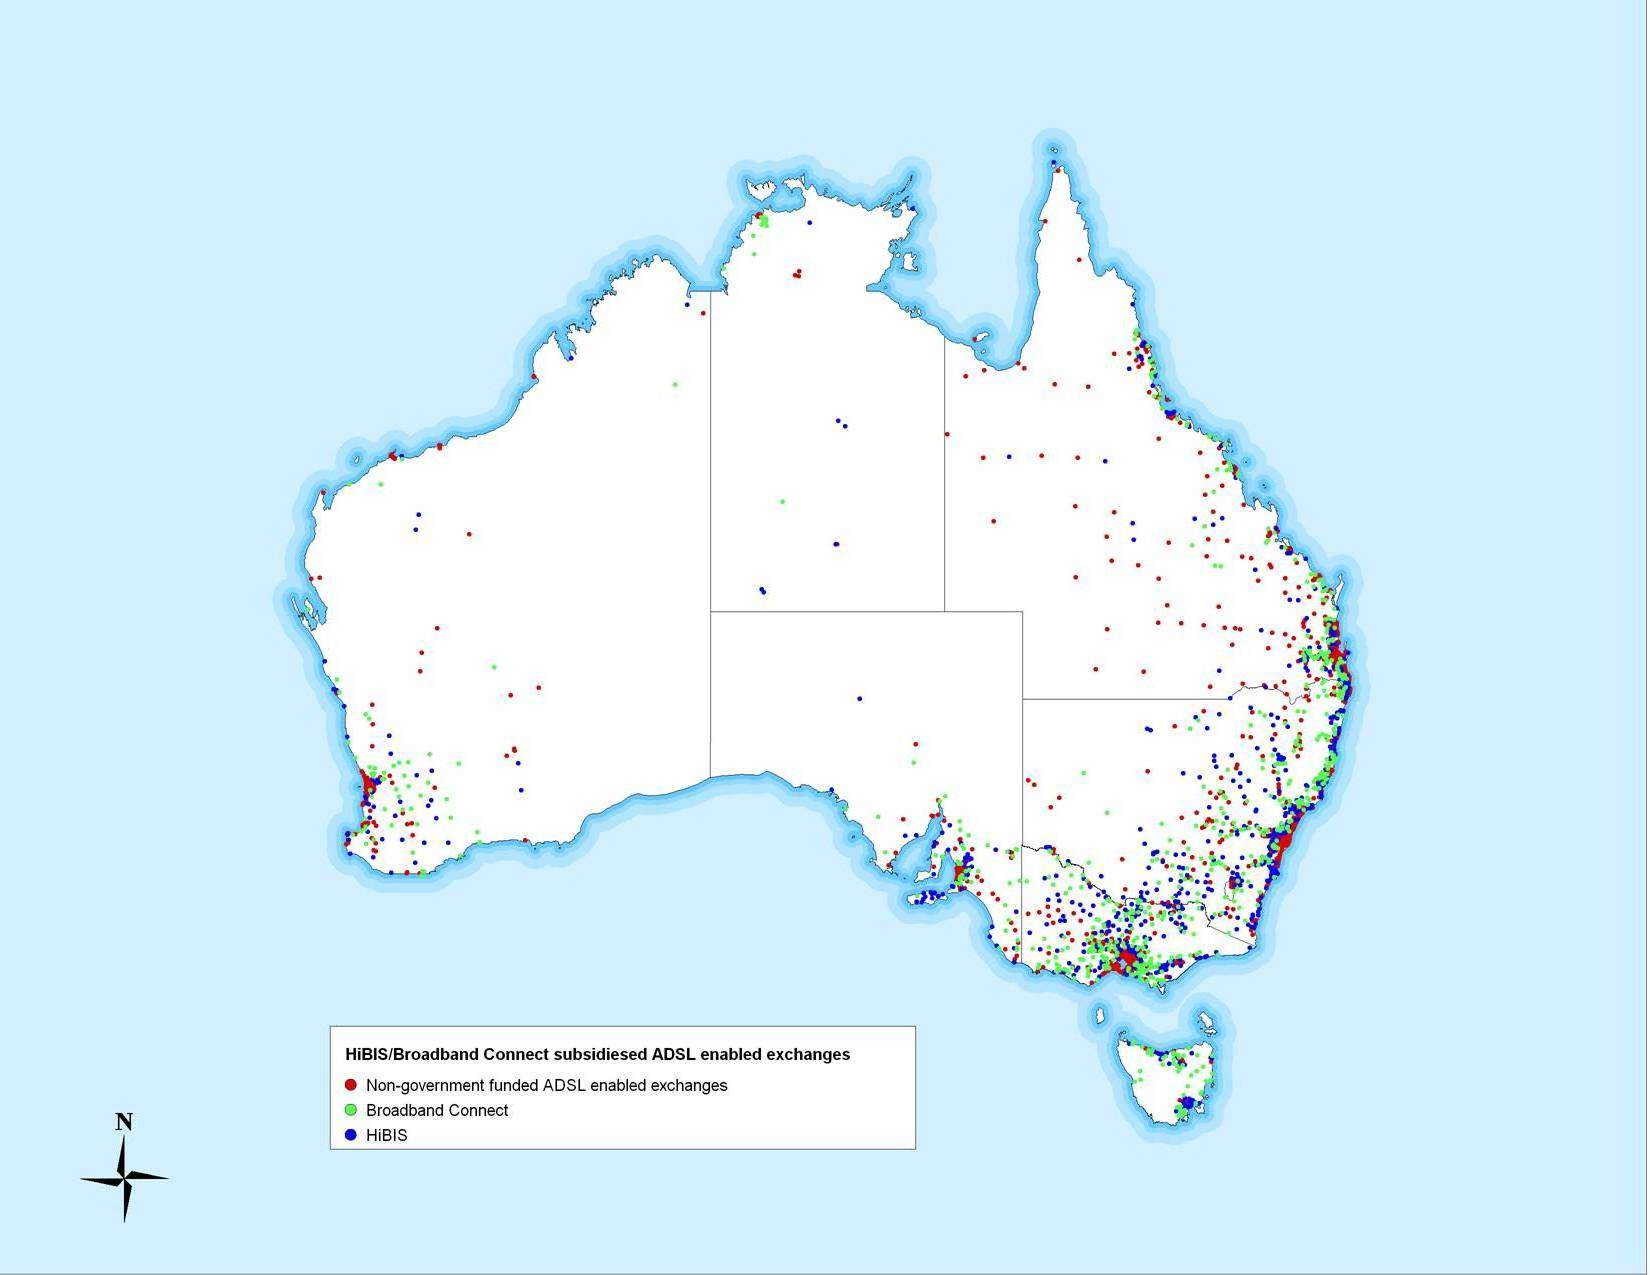 HiBIS/Broadband Connect subsidiesed ADSL enabled exchanges
Non-government funded ADSL enabled exchanges
Broadband Connect
HiBIS
N